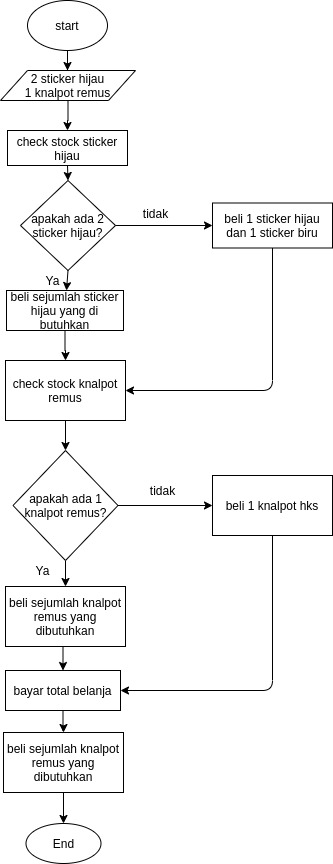 start
2 sticker hijau
1 knalpot remus
check stock sticker
hijau
apakah ada 2
sticker hijau?
tidak
beli 1 sticker hijau
dan 1 sticker biru
Ya
beli sejumlah sticker
hijau yang di
butuhkan
check stock knalpot
remus
apakah ada 1
knalpot remus?
tidak
beli 1 knalpot hks
Ya
beli sejumlah knalpot
remus yang
dibutuhkan
bayar total belanja
beli sejumlah knalpot
remus yang
dibutuhkan
End